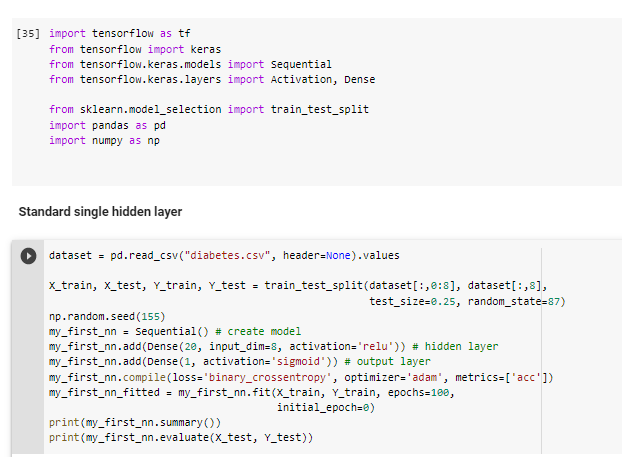 [35] import tensorflow as tf
from tensorflow import keras
from tensorflow.keras.models import Sequential
from tensorflow.keras.layers import Activation, Dense
from sklearn.model_selection import train_test_split
import pandas as pd
import numpy as np
Standard single hidden layer
dataset = pd.read_csv("diabetes.csv", header=None).values
X_train, X_test, Y_train, Y_test = train_test_split(dataset[:,0:8], dataset[:,8],
test_size=0.25, random_state=87)
np.random.seed(155)
my_first_nn = Sequential() # create model
my_first_nn.add(Dense(20, input_dim=8, activation='relu')) # hidden layer
my_first_nn.add(Dense(1, activation='sigmoid')) # output layer
my_first_nn.compile(loss='binary_crossentropy', optimizer='adam', metrics=['acc'])
my_first_nn_fitted = my_first_nn.fit(X_train, Y_train, epochs=100,
initial_epoch=0)
print(my_first_nn.summary())
print(my_first_nn.evaluate(X_test, Y_test))